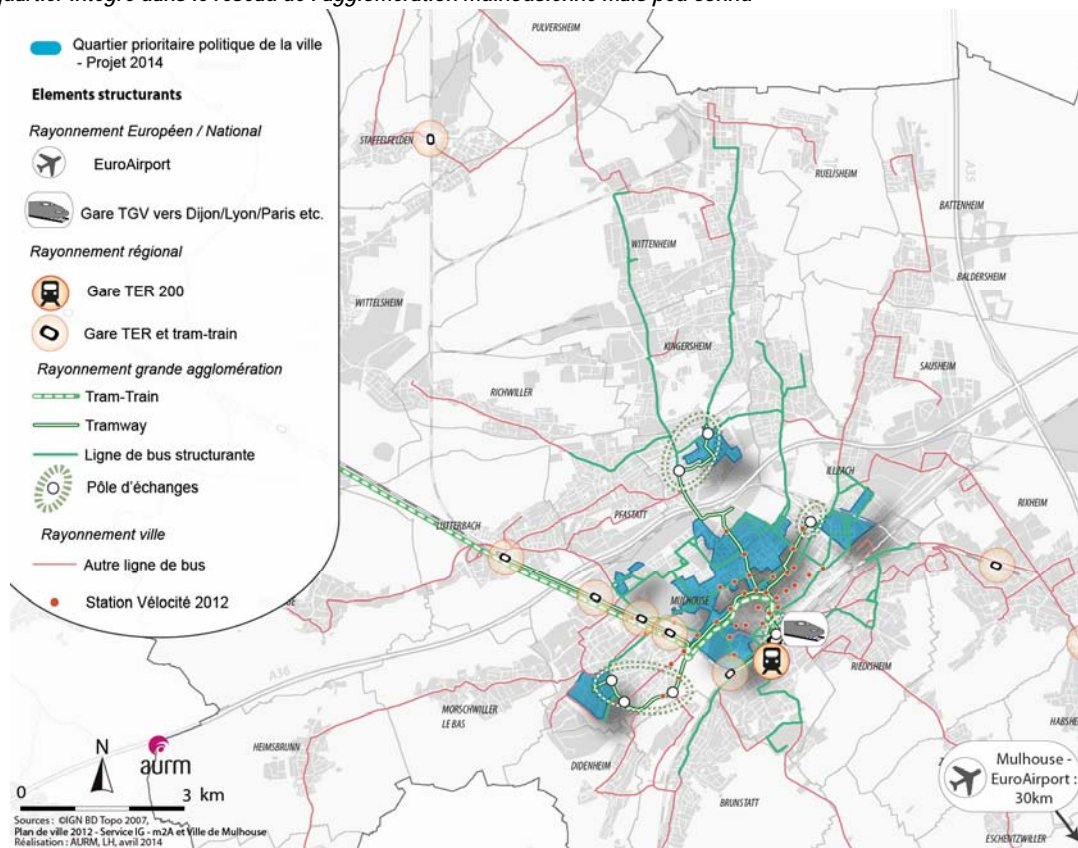 quartier intégré dans le réseau de l'agglomération mulhousienne mais peu connu
Quartier prioritaire politique de la ville
- Projet 2014
Elements structurants
Rayonnement Européen / National
EuroAirport
Gare TGV vers Dijon/Lyon/Paris etc.
Rayonnement régional
Gare TER 200
Gare TER et tram-train
Rayonnement grande agglomération
Tram-Train
Tramway
Ligne de bus structurante
Pôle d'échanges
Rayonnement ville
Autre ligne de bus
Station Vélocité 2012
PULVERSHEIM
STAFFELFELDEN
RUELISHEIM
A35
BATTENHEIM
WITTENHEIM
BALDERSHEIM
WITTELSHEIM
KINGERSHEIM
SAUSHEIM
RICHWILLER
ILLZACH
RIXHEIM
PFASTATT
LUTTERBACH
MULHOUSE
RIEDISHEIM
A36
MORSCHWILLER
LE BAS
HABSHE
HEIMSBRUNN
DIDENHEIM
BRUNSTATT
ESCHENTZWILLER
Mulhouse -
EuroAirport :
30km
N
aurm
0 3 km
Sources : ©IGN BD Topo 2007,
Plan de ville 2012 - Service IG - m2A et Ville de Mulhouse
Réalisation : AURM, LH, avril 2014